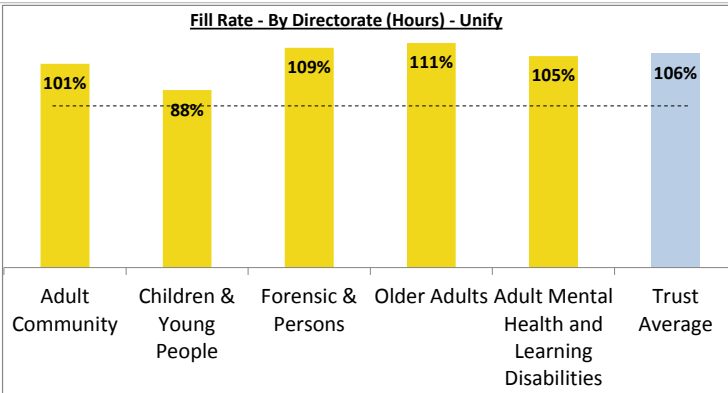 Fill Rate - By Directorate (Hours) - Unify
101%
88%
109%
111%
105%
106%
Adult
Community
Children &
Young
People
Forensic &
Persons
Older Adults
Adult Mental
Health and
Learning
Disabilities
Trust
Average